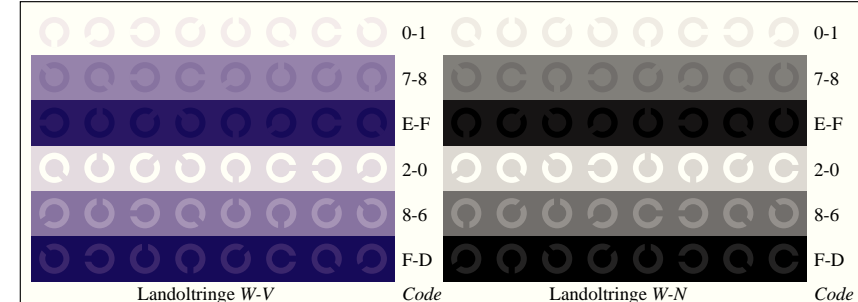 0-1 0-1
7-8 7-8
E-F E-F
2-0 2-0
8-6 8-6
F-D F-D
Landoltringe W-V Code Landoltringe W-N Code